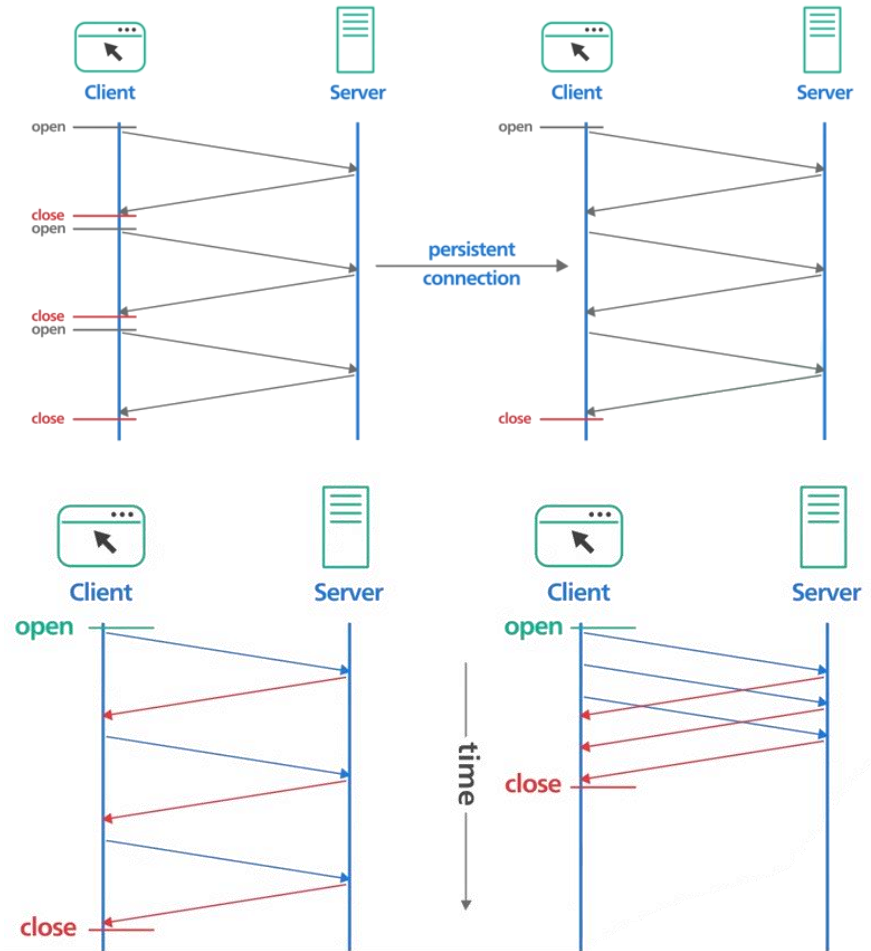 Client
Server
Client
Server
open
close
open
close
open
close
persistent
connection
open
close
Client
Server
Client
Server
open
close
time
open
close